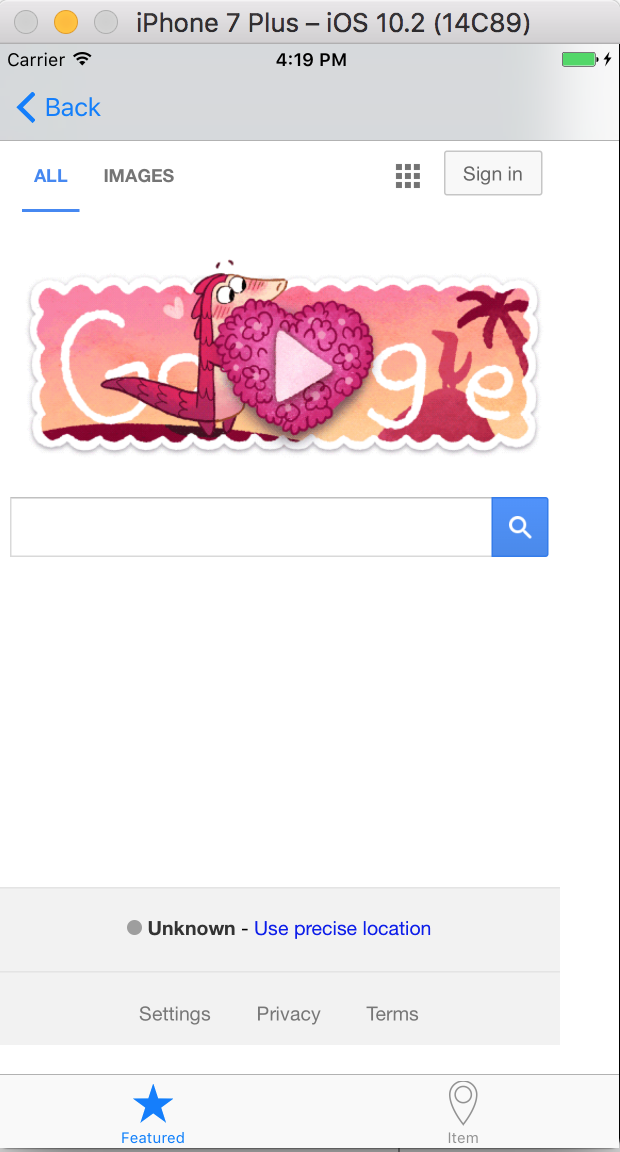 iPhone 7 Plus – iOS 10.2 (14C89)
Carrier 4:19 PM
Back
ALL IMAGES Sign in
Google
Unknown - Use precise location
Settings Privacy Terms
Featured Item